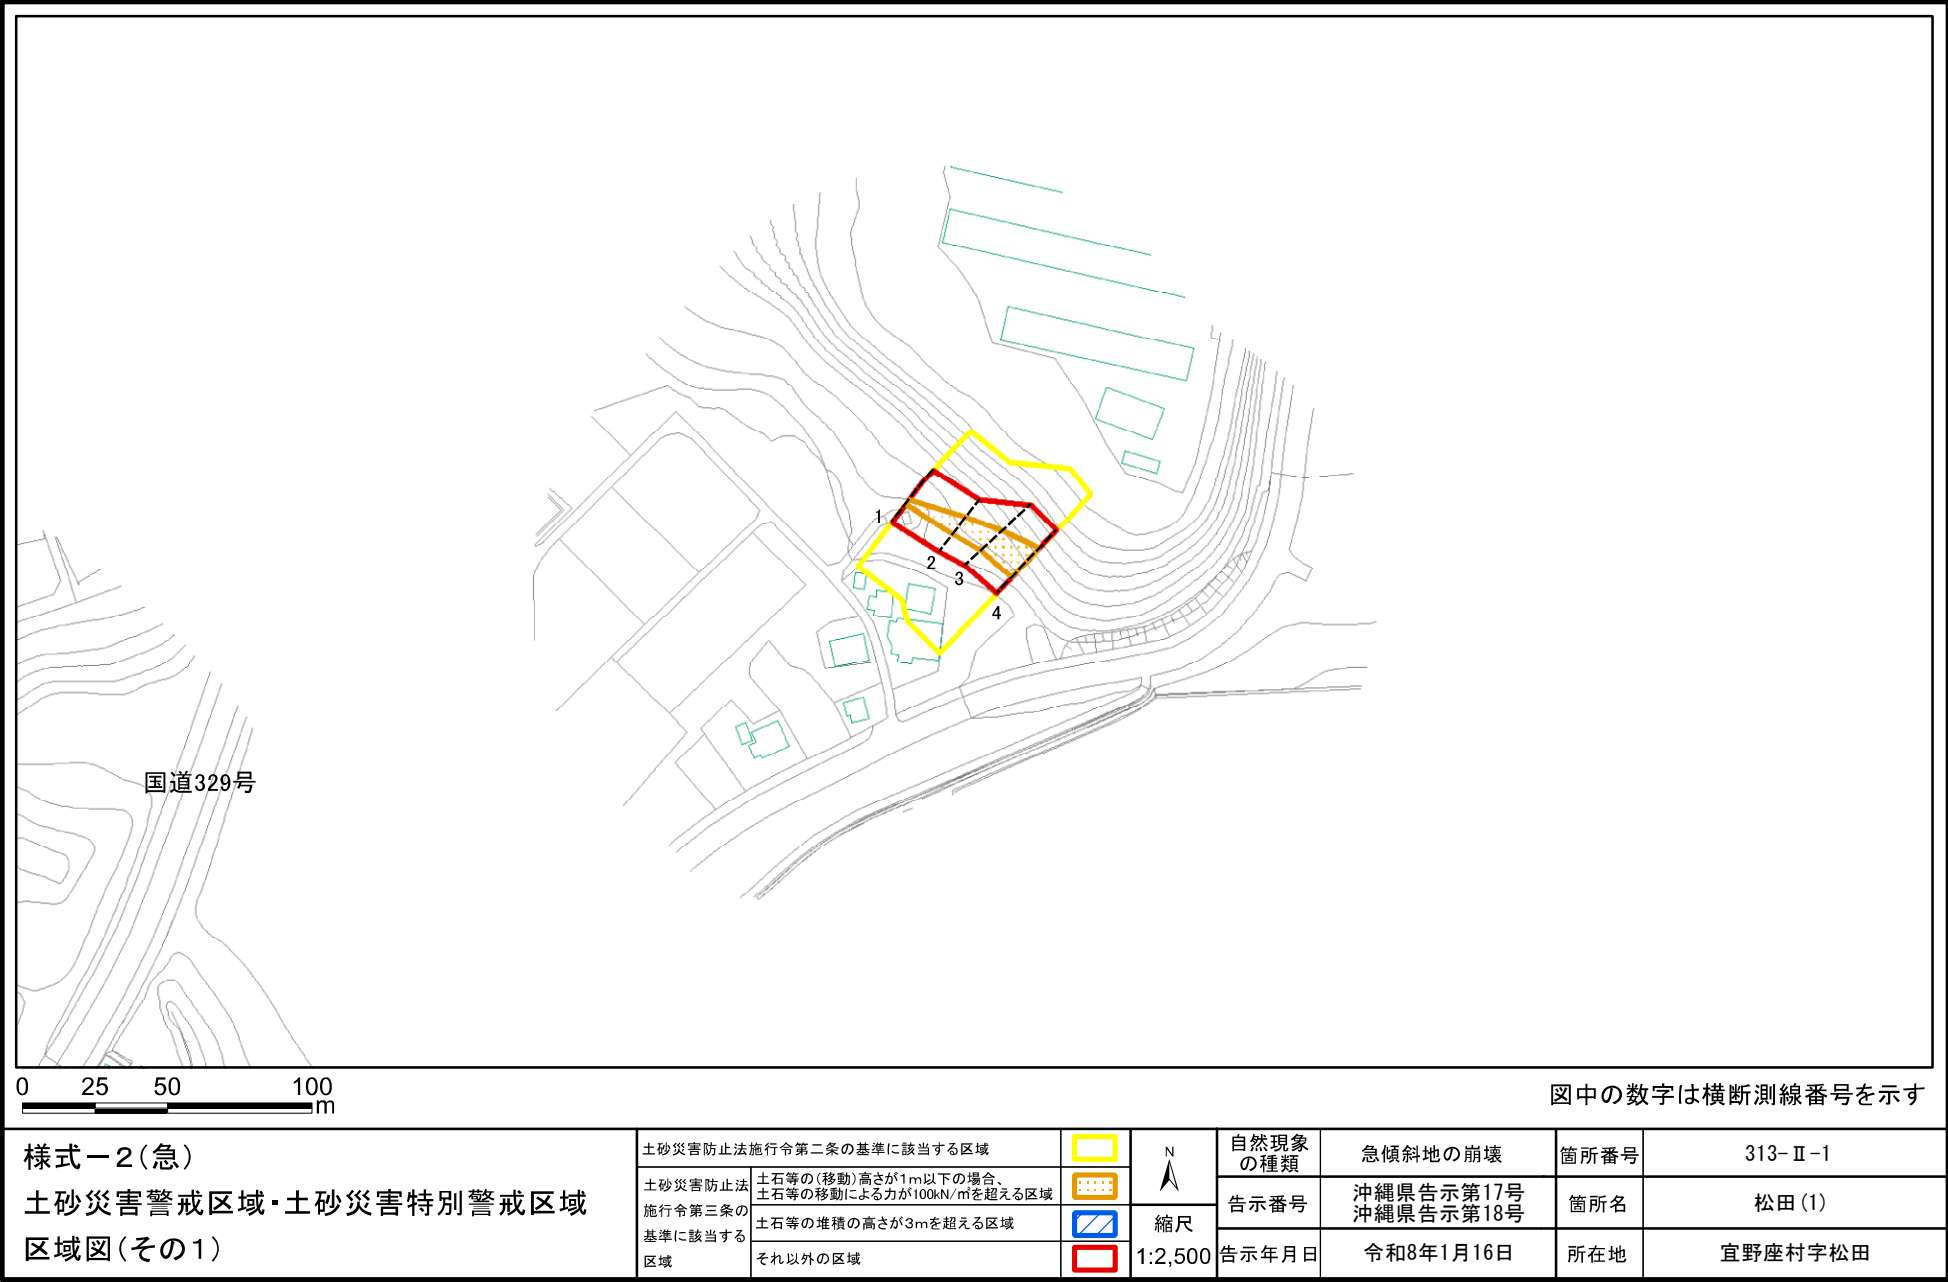 1
2
3
4
国道329号
0 25 50 100
m
図中の数字は横断測線番号を示す
様式－2(急)
土砂災害警戒区域・土砂災害特別警戒区域
区域図(その1)
土砂災害防止法施行令第二条の基準に該当する区域
土砂災害防止法
施行令第三条の
基準に該当する
区域
土石等の(移動)高さが1m以下の場合、
土石等の移動による力が100kN/㎡を超える区域
土石等の堆積の高さが3mを超える区域
それ以外の区域
N
縮尺
1:2,500
自然現象
の種類
急傾斜地の崩壊
箇所番号
313-Ⅱ-1
告示番号
沖縄県告示第17号
沖縄県告示第18号
箇所名
松田(1)
告示年月日
令和8年1月16日
所在地
宜野座村字松田